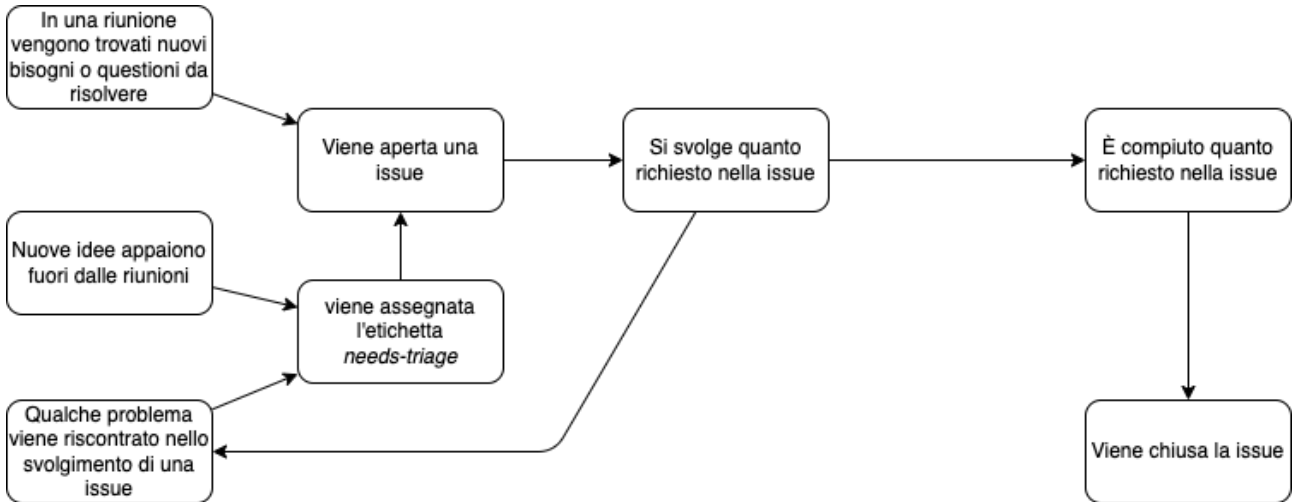 In una riunione
vengono trovati nuovi
bisogni o questioni da
risolvere
Viene aperta una
issue
Si svolge quanto
richiesto nella issue
È compiuto quanto
richiesto nella issue
Nuove idee appaiono
fuori dalle riunioni
viene assegnata
l'etichetta
needs-triage
Qualche problema
viene riscontrato nello
svolgimento di una
issue
Viene chiusa la issue